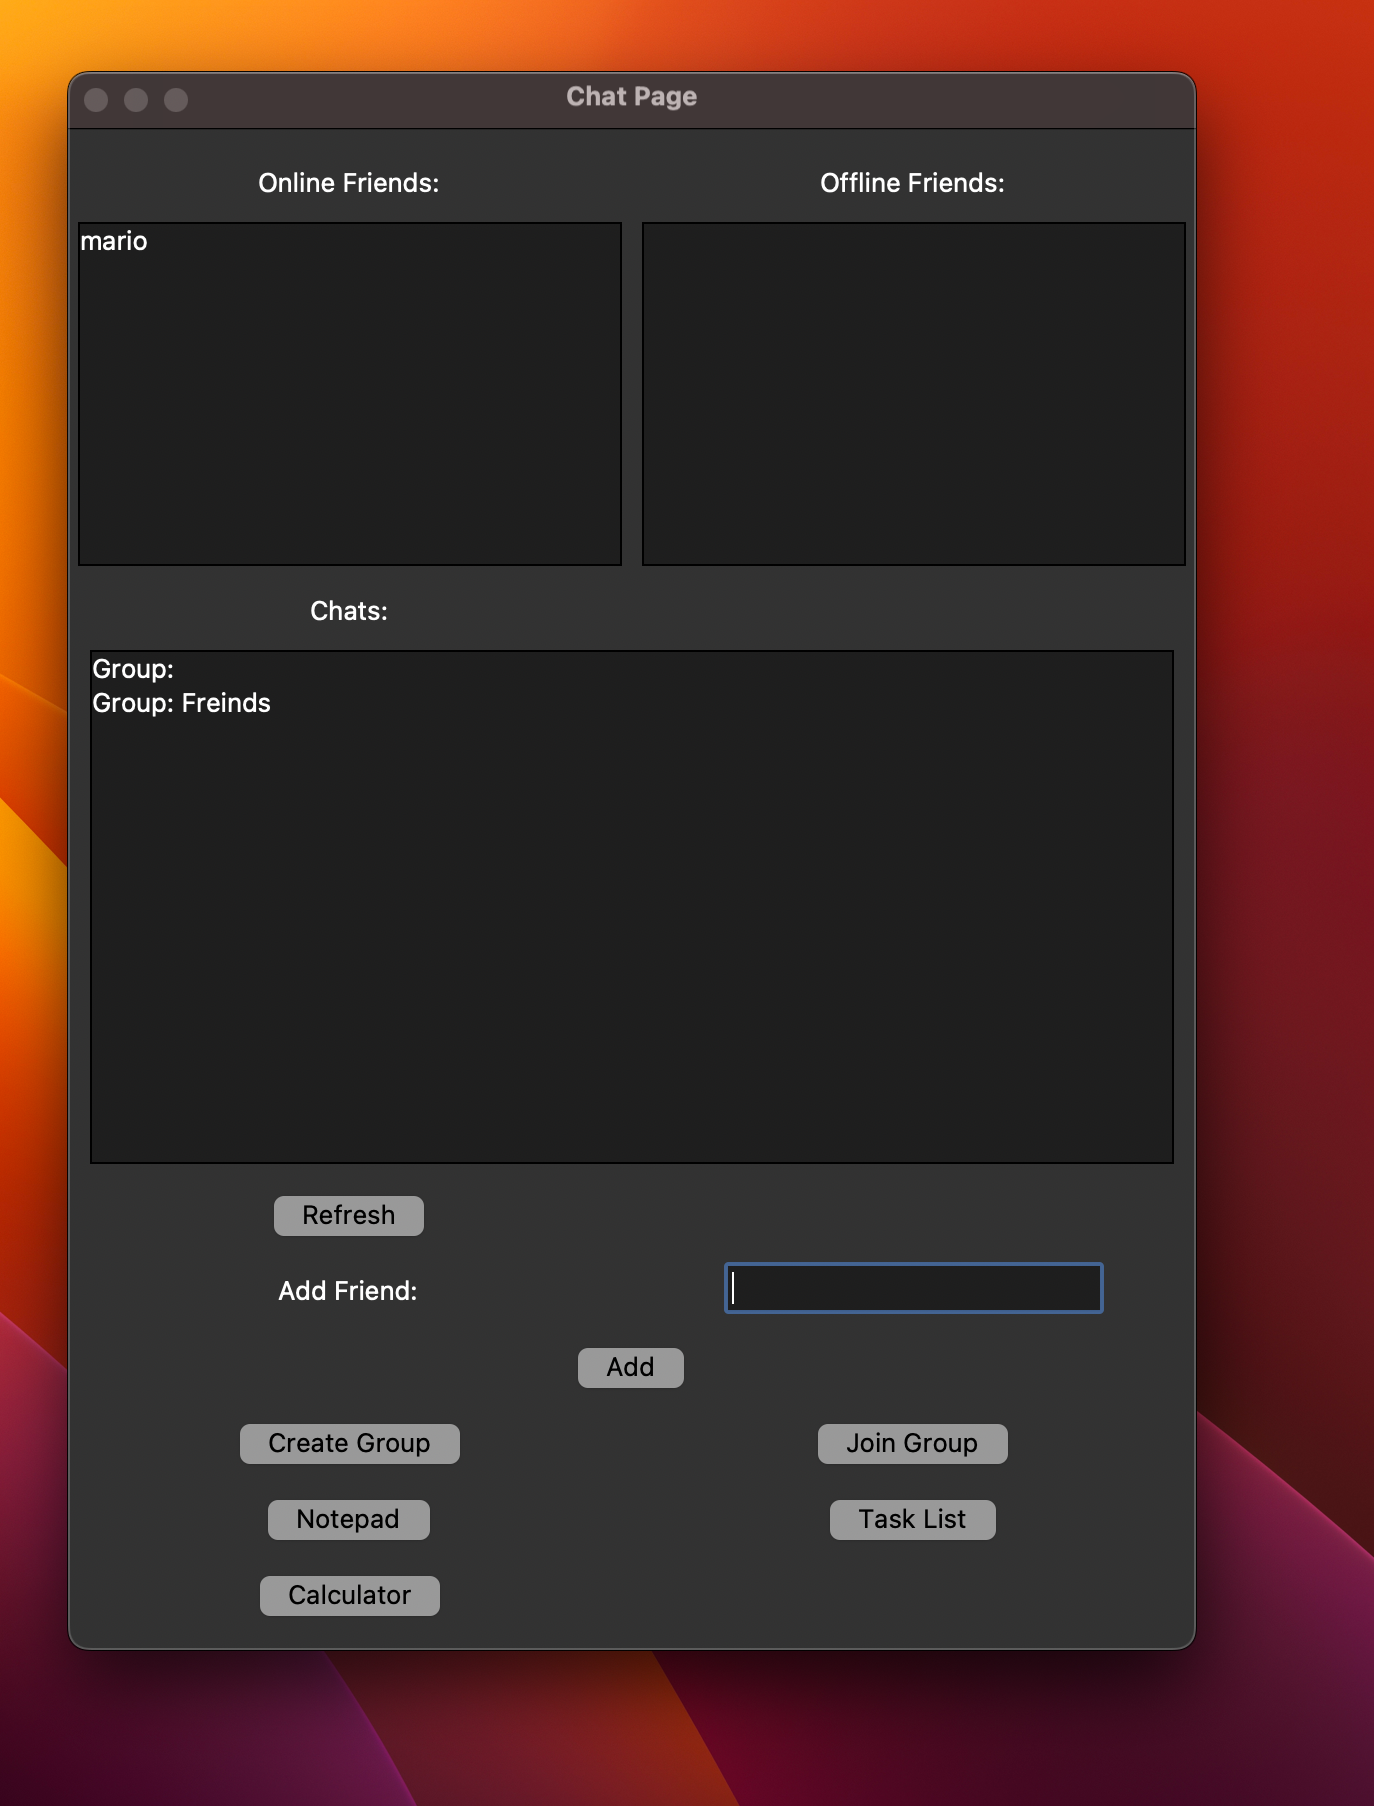 Chat Page
Online Friends:
Offline Friends:
mario
Chats:
Group:
Group: Freinds
Refresh
Add Friend:
Add
Create Group
Join Group
Notepad
Task List
Calculator